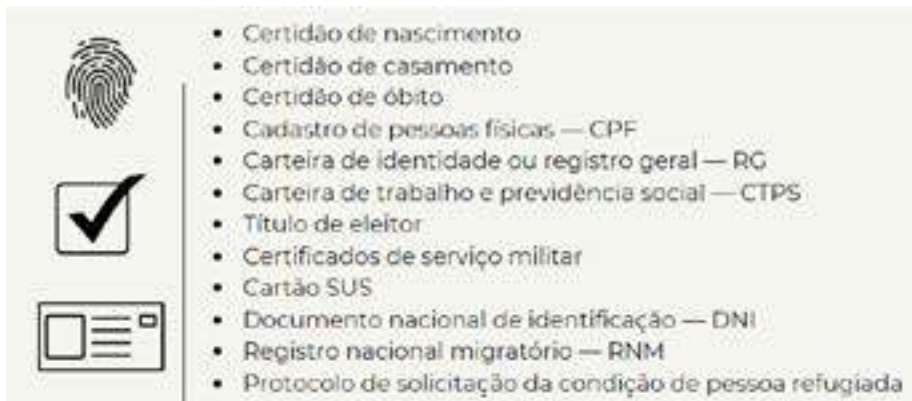 • Certidão de nascimento
• Certidão de casamento
• Certidão de óbito
• Cadastro de pessoas físicas — CPF
• Carteira de identidade ou registro geral — RG
• Carteira de trabalho e previdência social — CTPS
• Título de eleitor
• Certificados de serviço militar
• Cartão SUS
• Documento nacional de identificação — DNI
• Registro nacional migratório — RNM
• Protocolo de solicitação da condição de pessoa refugiada